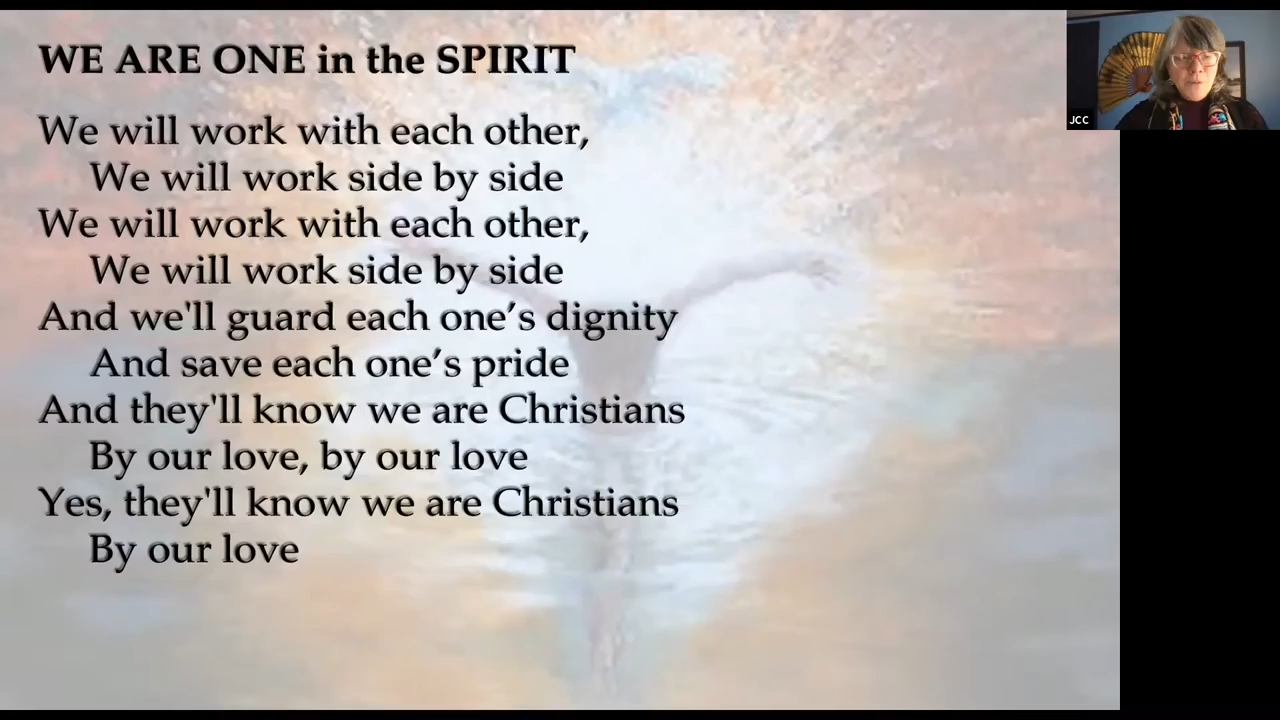 WE ARE ONE in the SPIRIT
We will work with each other,
We will work side by side
We will work with each other,
We will work side by side
And we'll guard each one’s dignity
And save each one’s pride
And they'll know we are Christians
By our love, by our love
Yes, they'll know we are Christians
By our love
JCC